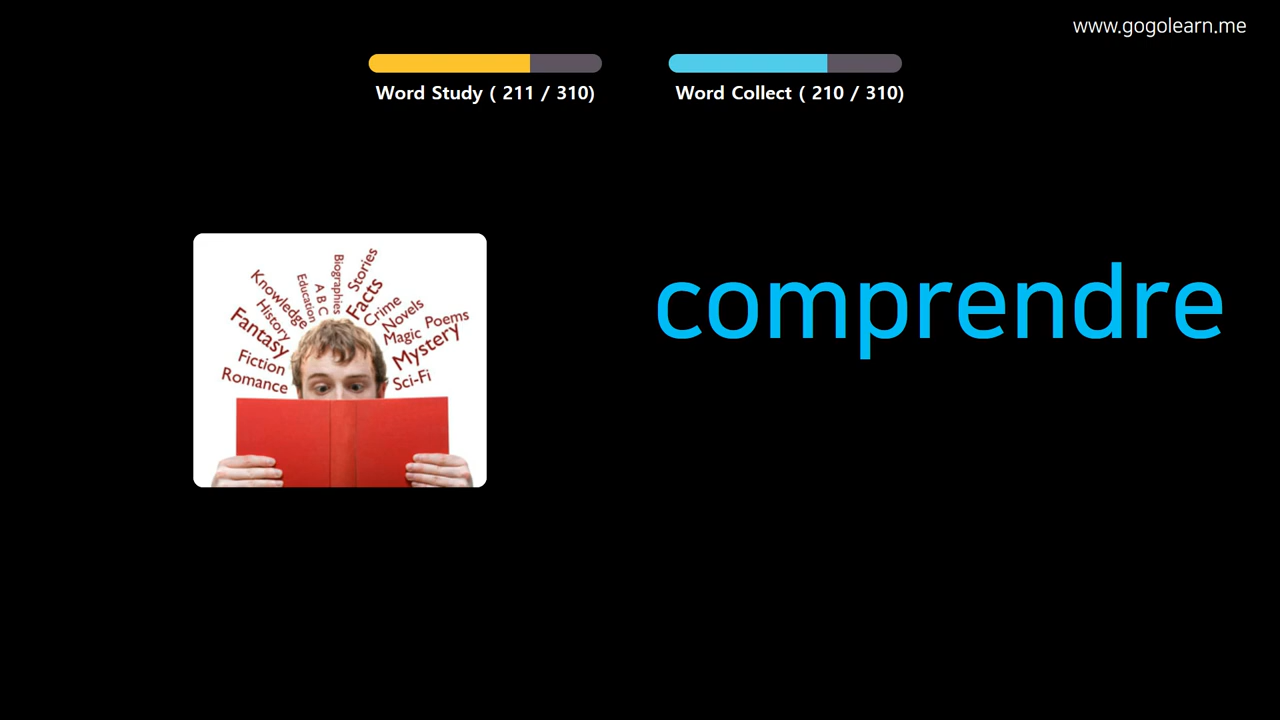 www.gogolearn.me
Word Study ( 211 / 310)
Word Collect ( 210 / 310)
comprendre
Knowledge
History
Fantasy
Fiction
Romance
Education
A B C
Biographies
Stories
Facts
Crime
Novels
Magic
Poems
Mystery
Sci-Fi